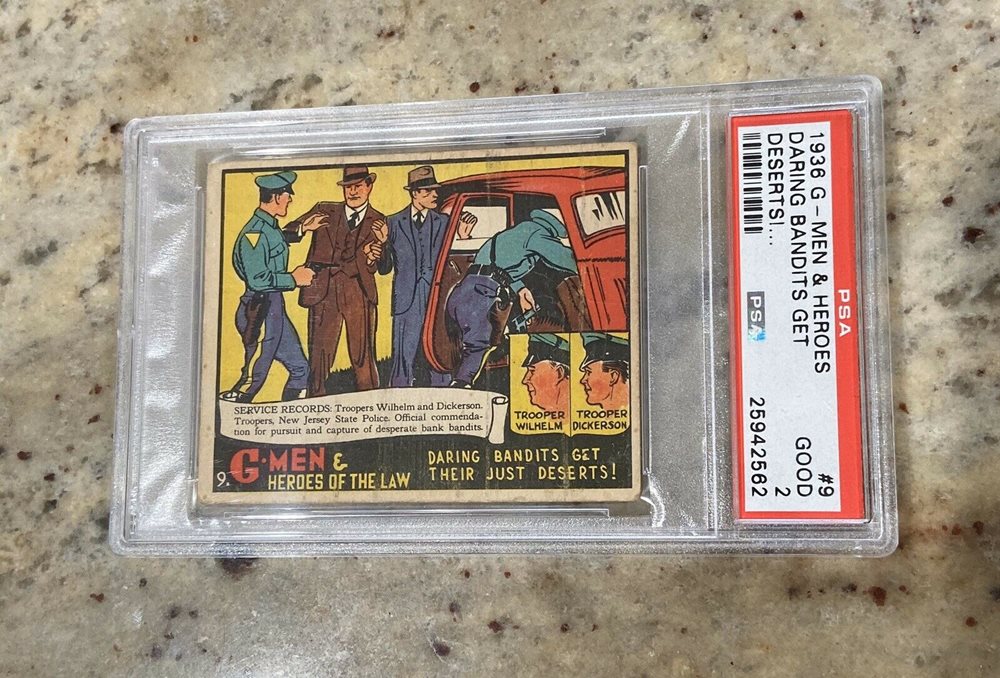 SERVICE RECORDS: Troopers Wilhelm and Dickerson.
Troopers, New Jersey State Police. Official commenda-
tion for pursuit and capture of desperate bank bandits.
TROOPER
WILHELM
TROOPER
DICKERSON
9. G·MEN &
HEROES OF THE LAW
DARING BANDITS GET
THEIR JUST DESERTS!
PSA
1936 G - MEN & HEROES
DARING BANDITS GET
DESERTS!...
#9
GOOD
2
PSA
25942562